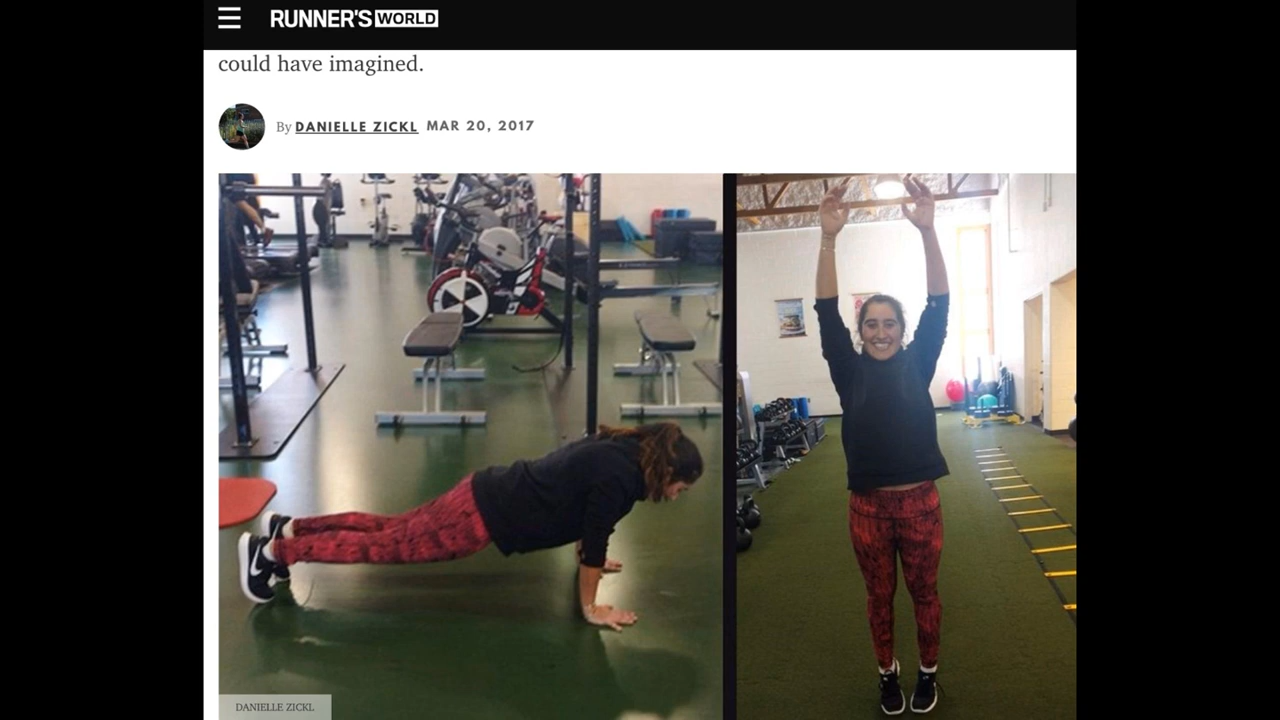 RUNNER'S WORLD
could have imagined.
By DANIELLE ZICKL MAR 20, 2017
DANIELLE ZICKL